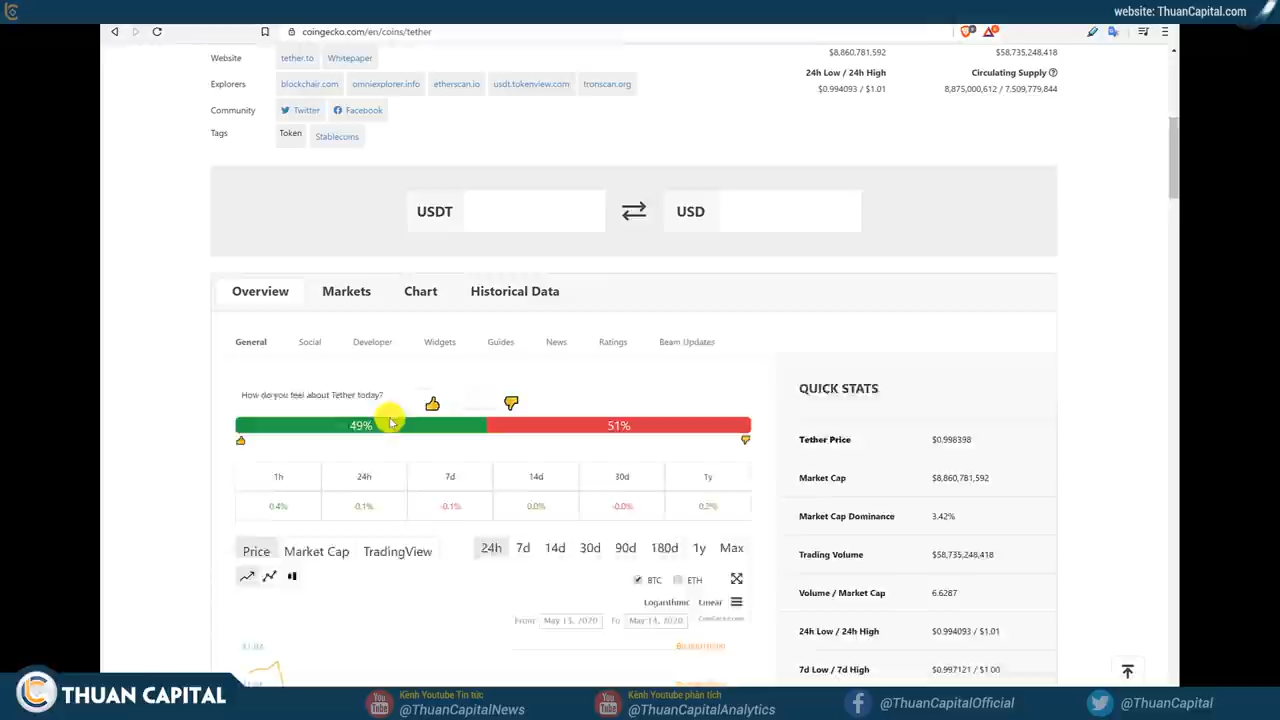 website: ThuanCapital.com
coingecko.com/en/coins/tether
Website tether.to Whitepaper
$8,860,781,592 $58,735,248,418
24h Low / 24h High Circulating Supply
Explorers blockchair.com omniexplorer.info etherscan.io usdt.tokenview.com tronscan.org
$0.994093 / $1.01 8,875,000,612 / 7,509,779,844
Community Twitter Facebook
Tags Token Stablecoins
USDT USD
Overview Markets Chart Historical Data
General Social Developer Widgets Guides News Ratings Beam Updates
How do you feel about Tether today?
49% 51%
1h 24h 7d 14d 30d 1y
0.4% -0.1% -0.1% 0.0% -0.0% 0.2%
Price Market Cap TradingView 24h 7d 14d 30d 90d 180d 1y Max
BTC ETH
Logarithmic Linear
From May 13, 2020 To May 14, 2020 CoinGecko.com
QUICK STATS
Tether Price $0.998398
Market Cap $8,860,781,592
Market Cap Dominance 3.42%
Trading Volume $58,735,248,418
Volume / Market Cap 6.6287
24h Low / 24h High $0.994093 / $1.01
7d Low / 7d High $0.997121 / $1.00
THUAN CAPITAL
Kênh Youtube Tin tức
@ThuanCapitalNews
Kênh Youtube phân tích
@ThuanCapitalAnalytics
@ThuanCapitalOfficial
@ThuanCapital